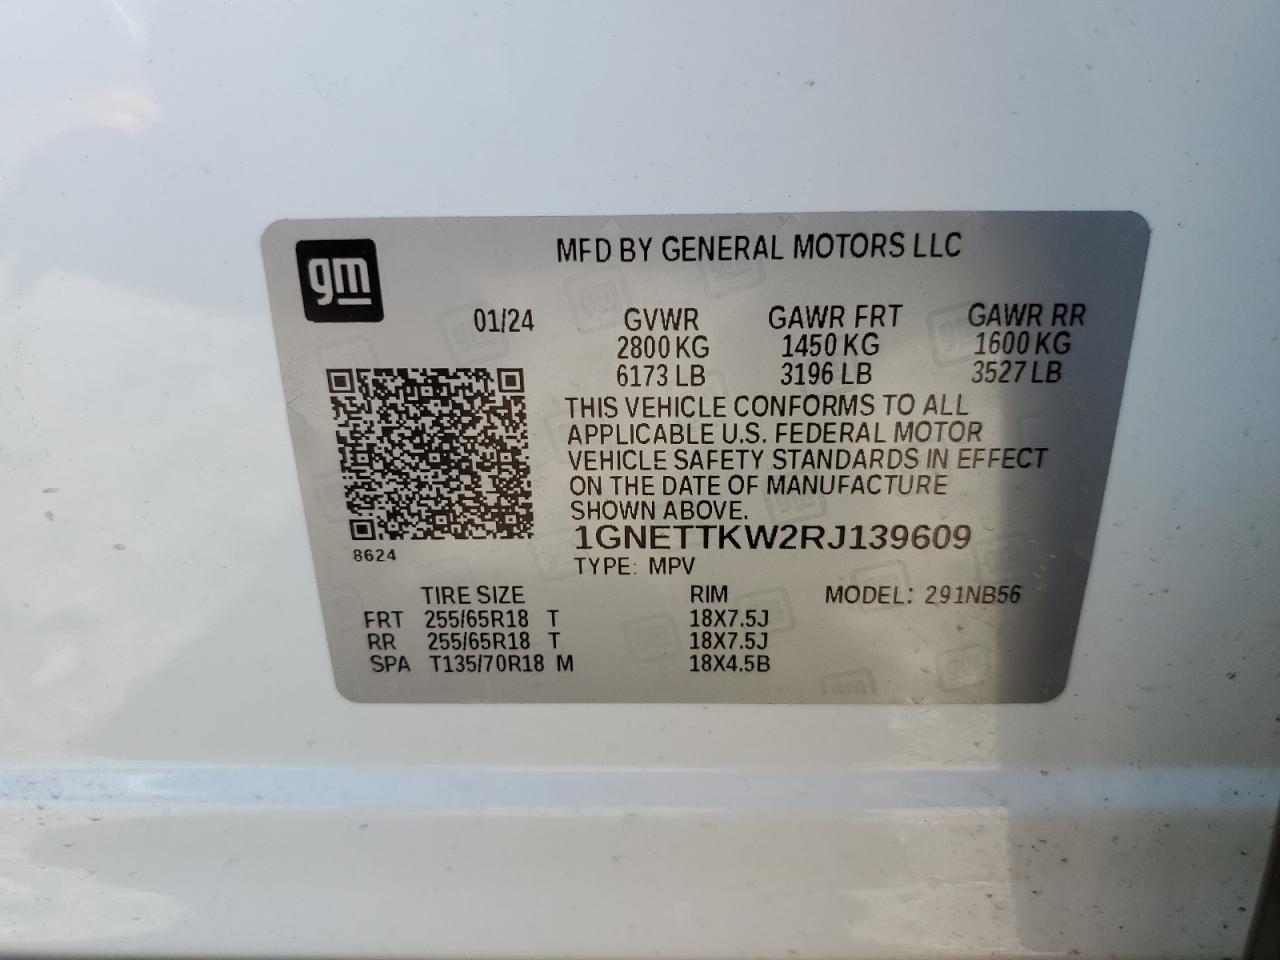 gm
MFD BY GENERAL MOTORS LLC
01/24 GVWR GAWR FRT GAWR RR
2800 KG 1450 KG 1600 KG
6173 LB 3196 LB 3527 LB
THIS VEHICLE CONFORMS TO ALL
APPLICABLE U.S. FEDERAL MOTOR
VEHICLE SAFETY STANDARDS IN EFFECT
ON THE DATE OF MANUFACTURE
SHOWN ABOVE.
1GNETTKW2RJ139609
8624
TYPE: MPV
TIRE SIZE RIM MODEL: 291NB56
FRT 255/65R18 T 18X7.5J
RR 255/65R18 T 18X7.5J
SPA T135/70R18 M 18X4.5B